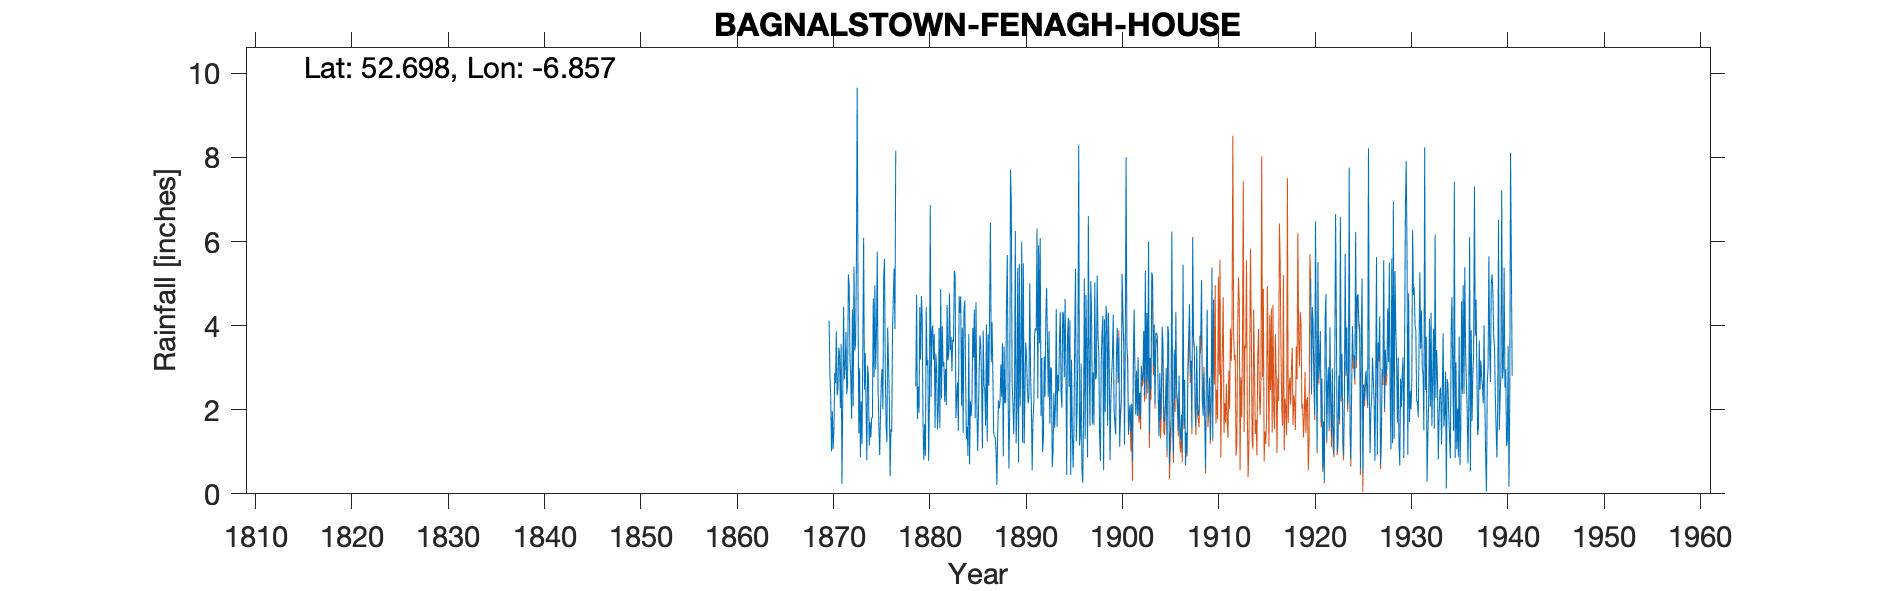 BAGNALSTOWN-FENAGH-HOUSE
Lat: 52.698, Lon: -6.857
10
8
6
4
2
0
Rainfall [inches]
1810 1820 1830 1840 1850 1860 1870 1880 1890 1900 1910 1920 1930 1940 1950 1960
Year